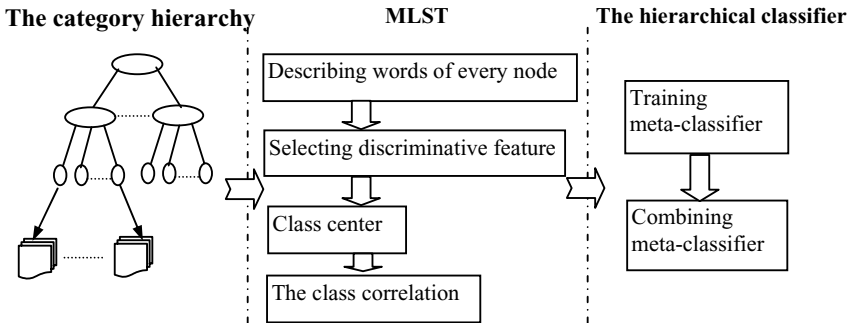 The category hierarchy
MLST
The hierarchical classifier
Describing words of every node
Selecting discriminative feature
Class center
The class correlation
Training
meta-classifier
Combining
meta-classifier